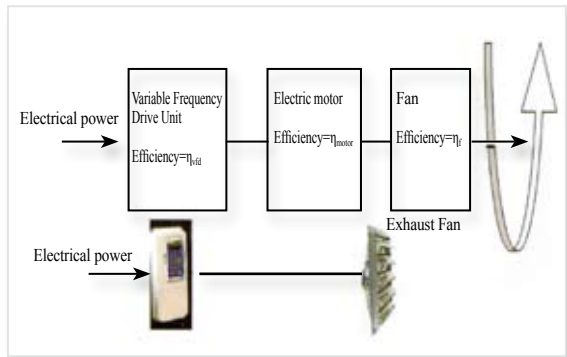 Electrical power
Variable Frequency
Drive Unit
Efficiency=ηvfd
Electric motor
Efficiency=ηmotor
Fan
Efficiency=ηf
Exhaust Fan
Electrical power